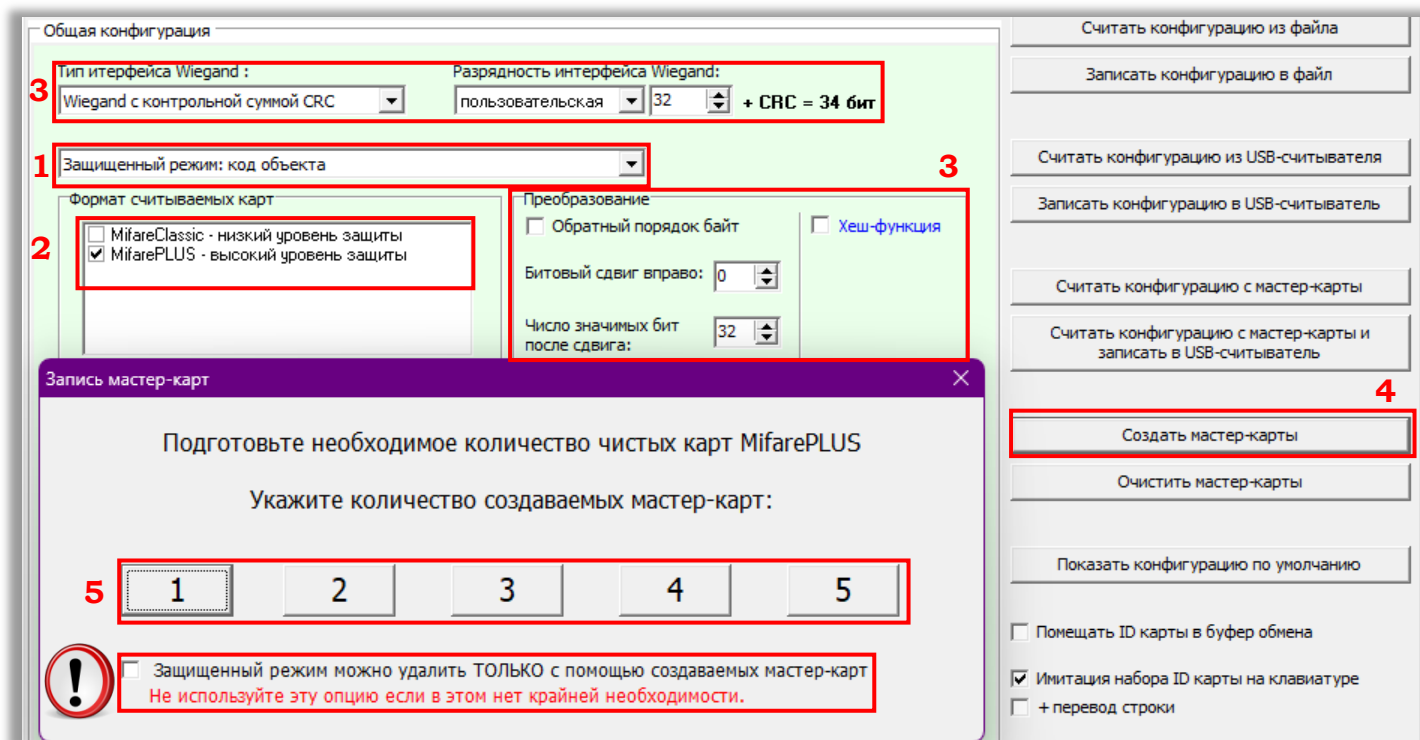 Общая конфигурация
3
Тип итерфейса Wiegand :
Разрядность интерфейса Wiegand:
Wiegand с контрольной суммой CRC
пользовательская
32
+ CRC = 34 бит
1
Защищенный режим: код объекта
3
Формат считываемых карт
2
MifareClassic - низкий уровень защиты
MifarePLUS - высокий уровень защиты
Преобразование
Обратный порядок байт
Хеш-функция
Битовый сдвиг вправо:
0
Число значимых бит
после сдвига:
32
Запись мастер-карт
Подготовьте необходимое количество чистых карт MifarePLUS
Укажите количество создаваемых мастер-карт:
5
1
2
3
4
5
!
Защищенный режим можно удалить ТОЛЬКО с помощью создаваемых мастер-карт
Не используйте эту опцию если в этом нет крайней необходимости.
Считать конфигурацию из файла
Записать конфигурацию в файл
Считать конфигурацию из USB-считывателя
Записать конфигурацию в USB-считыватель
Считать конфигурацию с мастер-карты
Считать конфигурацию с мастер-карты и
записать в USB-считыватель
4
Создать мастер-карты
Очистить мастер-карты
Показать конфигурацию по умолчанию
Помещать ID карты в буфер обмена
Имитация набора ID карты на клавиатуре
+ перевод строки